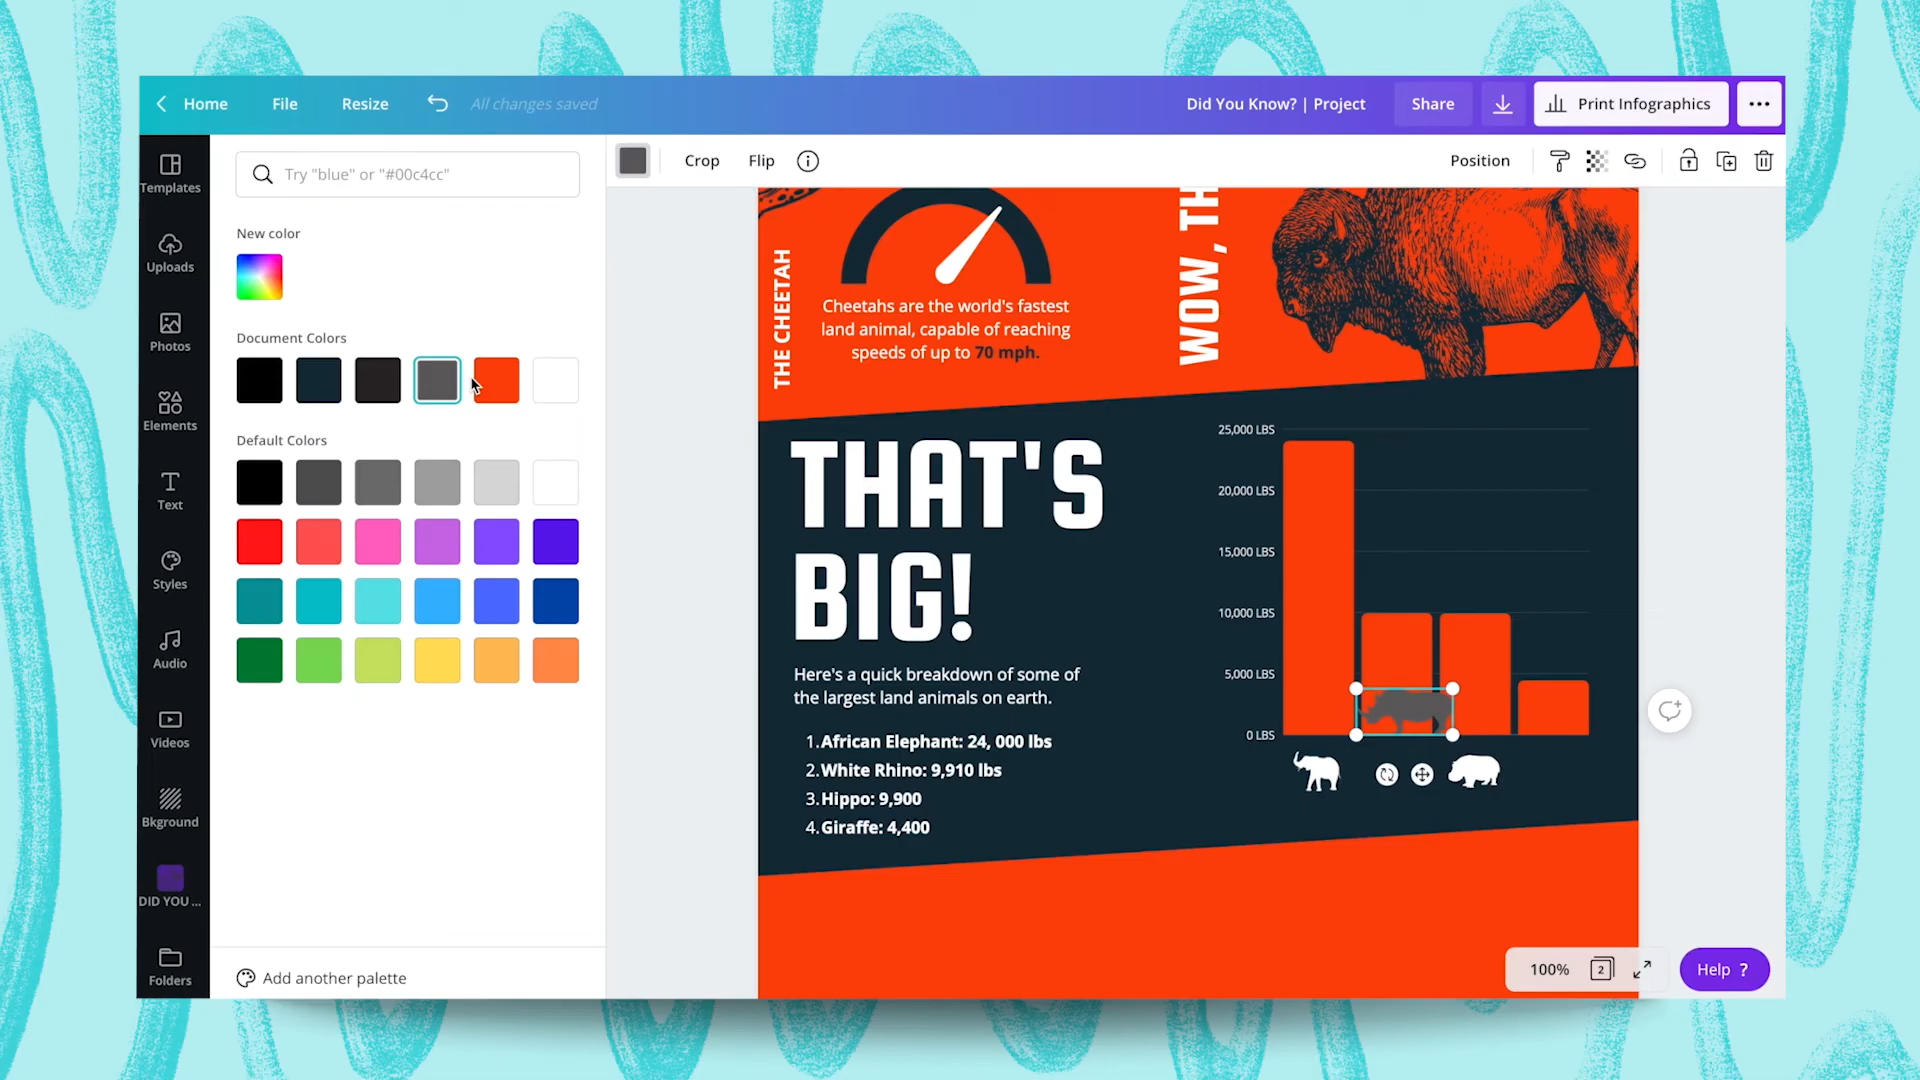 Home
File
Resize
All changes saved
Did You Know? | Project
Share
Print Infographics
Templates
Uploads
Photos
Elements
Text
Styles
Audio
Videos
Bkground
DID YOU ...
Folders
Try "blue" or "#00c4cc"
New color
Document Colors
Default Colors
Add another palette
Crop
Flip
Position
THE CHEETAH
Cheetahs are the world's fastest
land animal, capable of reaching
speeds of up to 70 mph.
WOW, TH
THAT'S
BIG!
Here's a quick breakdown of some of
the largest land animals on earth.
1.African Elephant: 24, 000 lbs
2.White Rhino: 9,910 lbs
3.Hippo: 9,900
4.Giraffe: 4,400
25,000 LBS
20,000 LBS
15,000 LBS
10,000 LBS
5,000 LBS
0 LBS
100%
2
Help ?